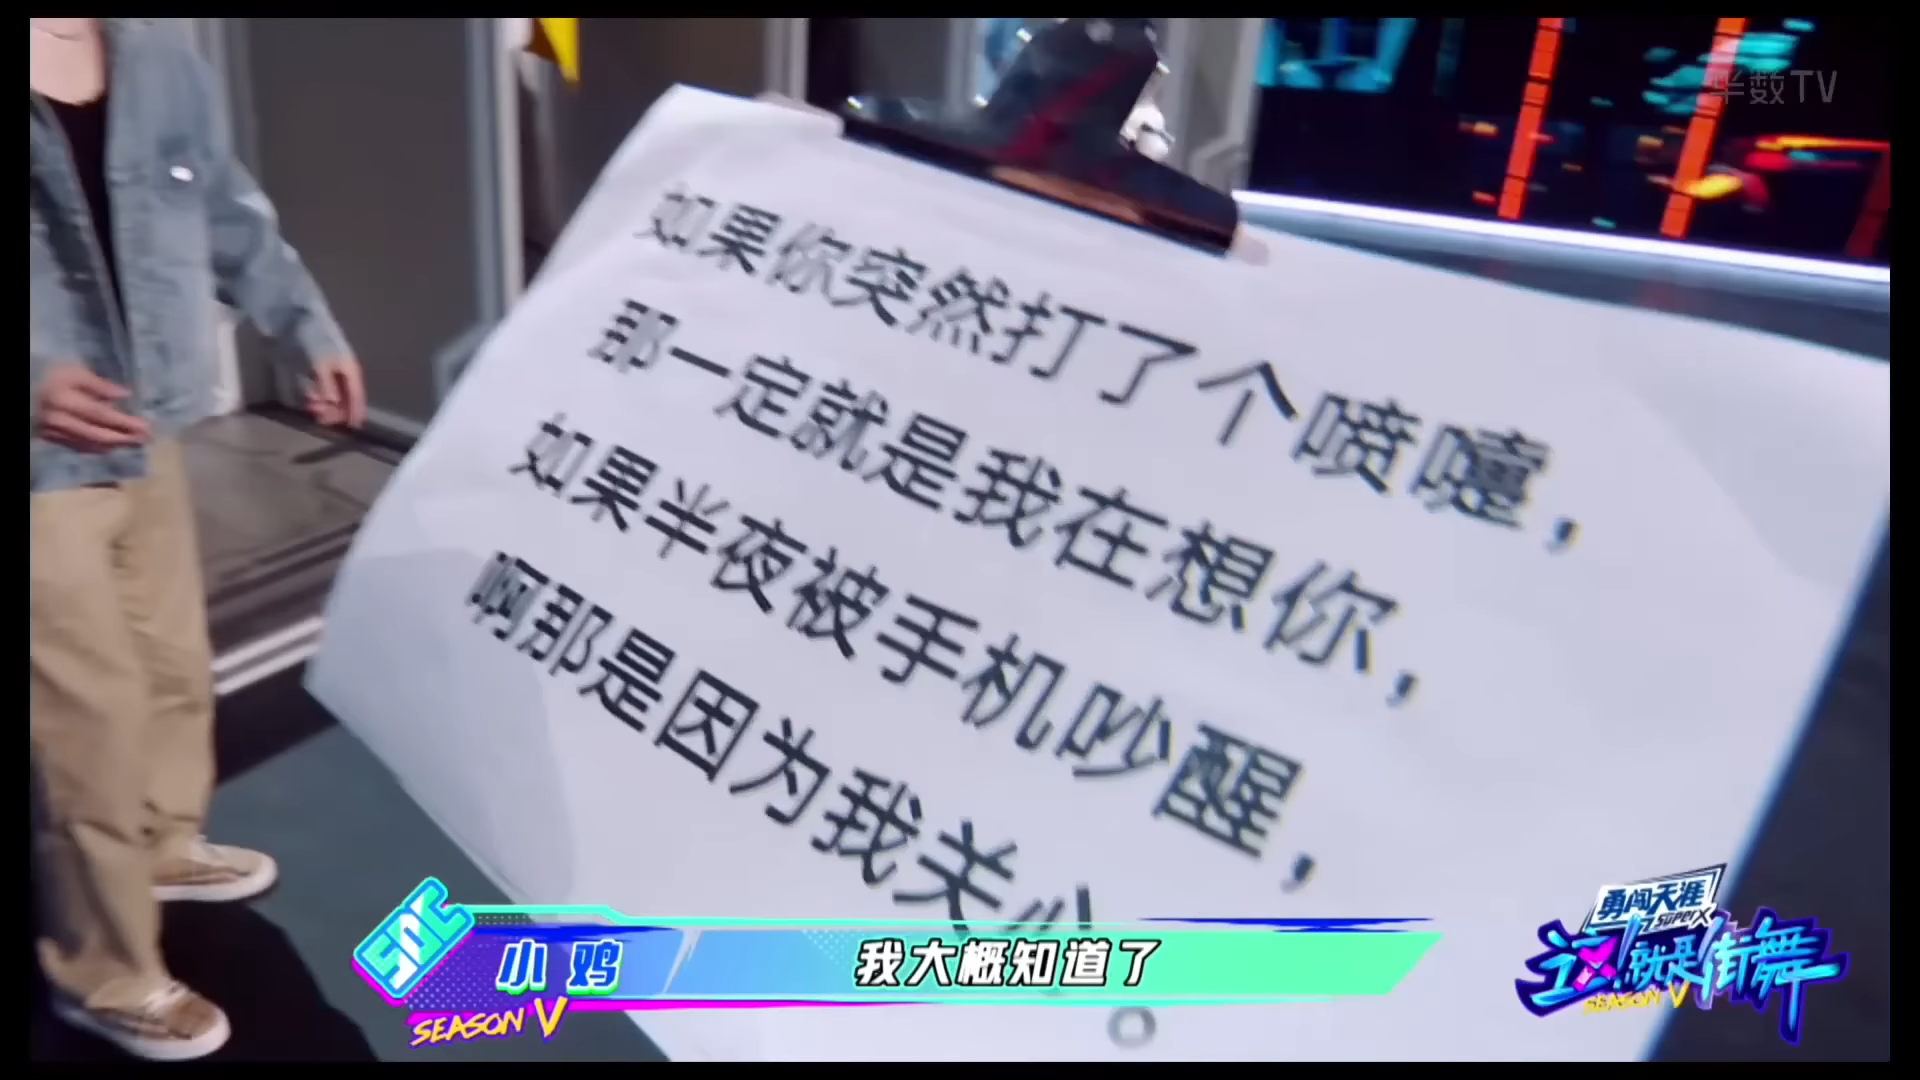 半数TV
如果你突然打了个喷嚏，
那一定就是我在想你，
如果半夜被手机吵醒，
啊那是因为我关心。
SDC
小鸡
我大概知道了
SEASON V
勇闯天涯
superX
这!就是街舞
SEASON V